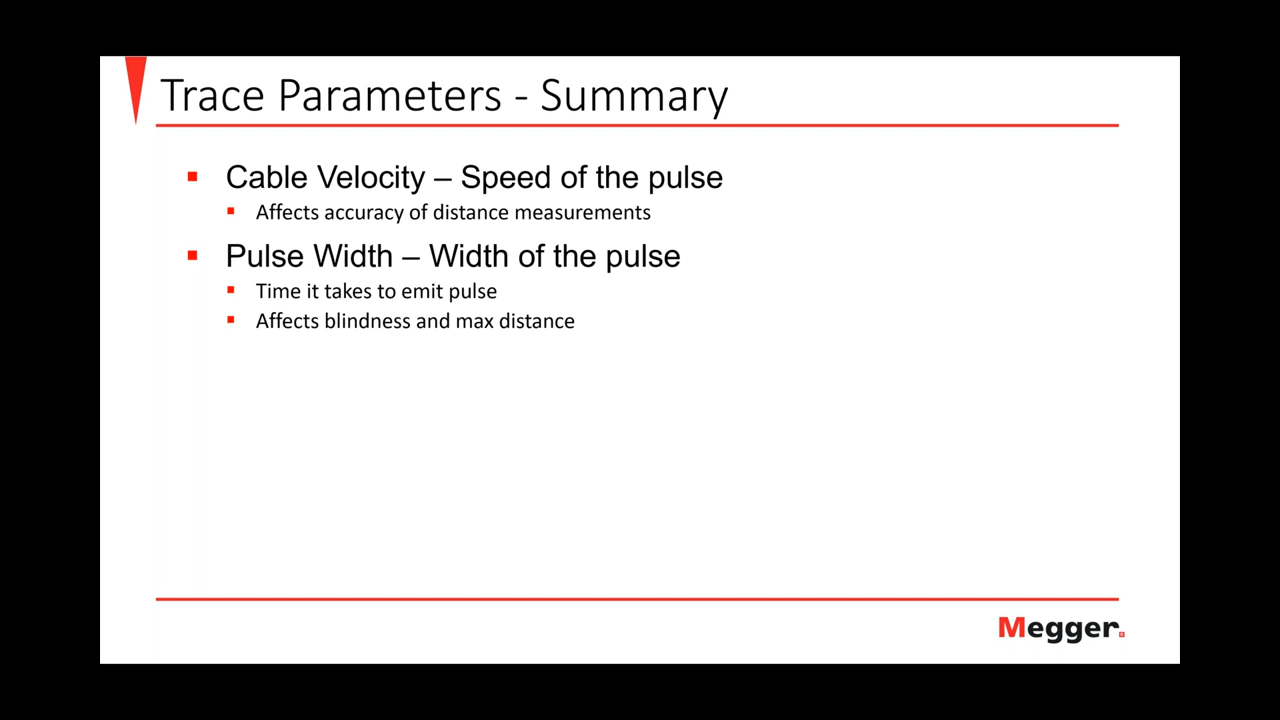 Trace Parameters - Summary
Cable Velocity – Speed of the pulse
Affects accuracy of distance measurements
Pulse Width – Width of the pulse
Time it takes to emit pulse
Affects blindness and max distance
Megger.